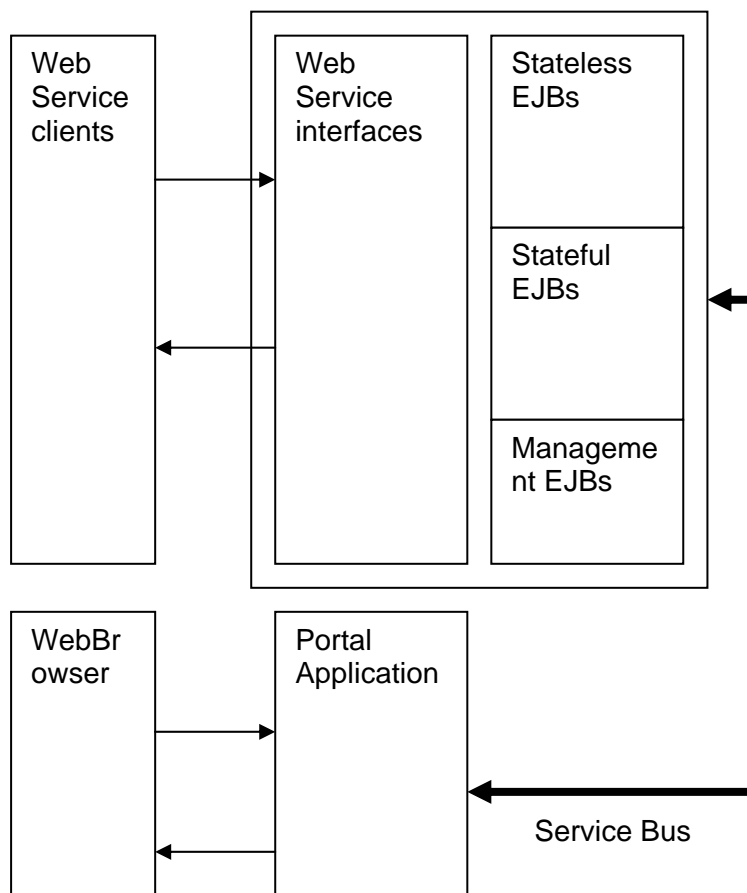 Web
Service
clients
Web
Service
interfaces
Stateless
EJBs
Stateful
EJBs
Manageme
nt EJBs
WebBr
owser
Portal
Application
Service Bus